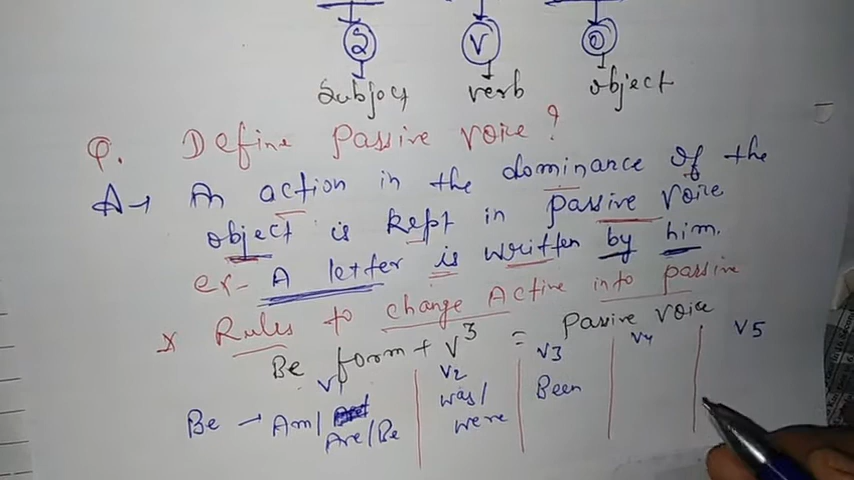 S V O
Subject verb object
Q. Define passive voice?
A→ An action in the dominance of the
object is kept in passive voice
ex- A letter is written by him.
* Rules to change Active into passive
Be form + V3 = Passive voice
V1 V2 V3 V4 V5
Be → Am/ was/ Been
Are/Be were